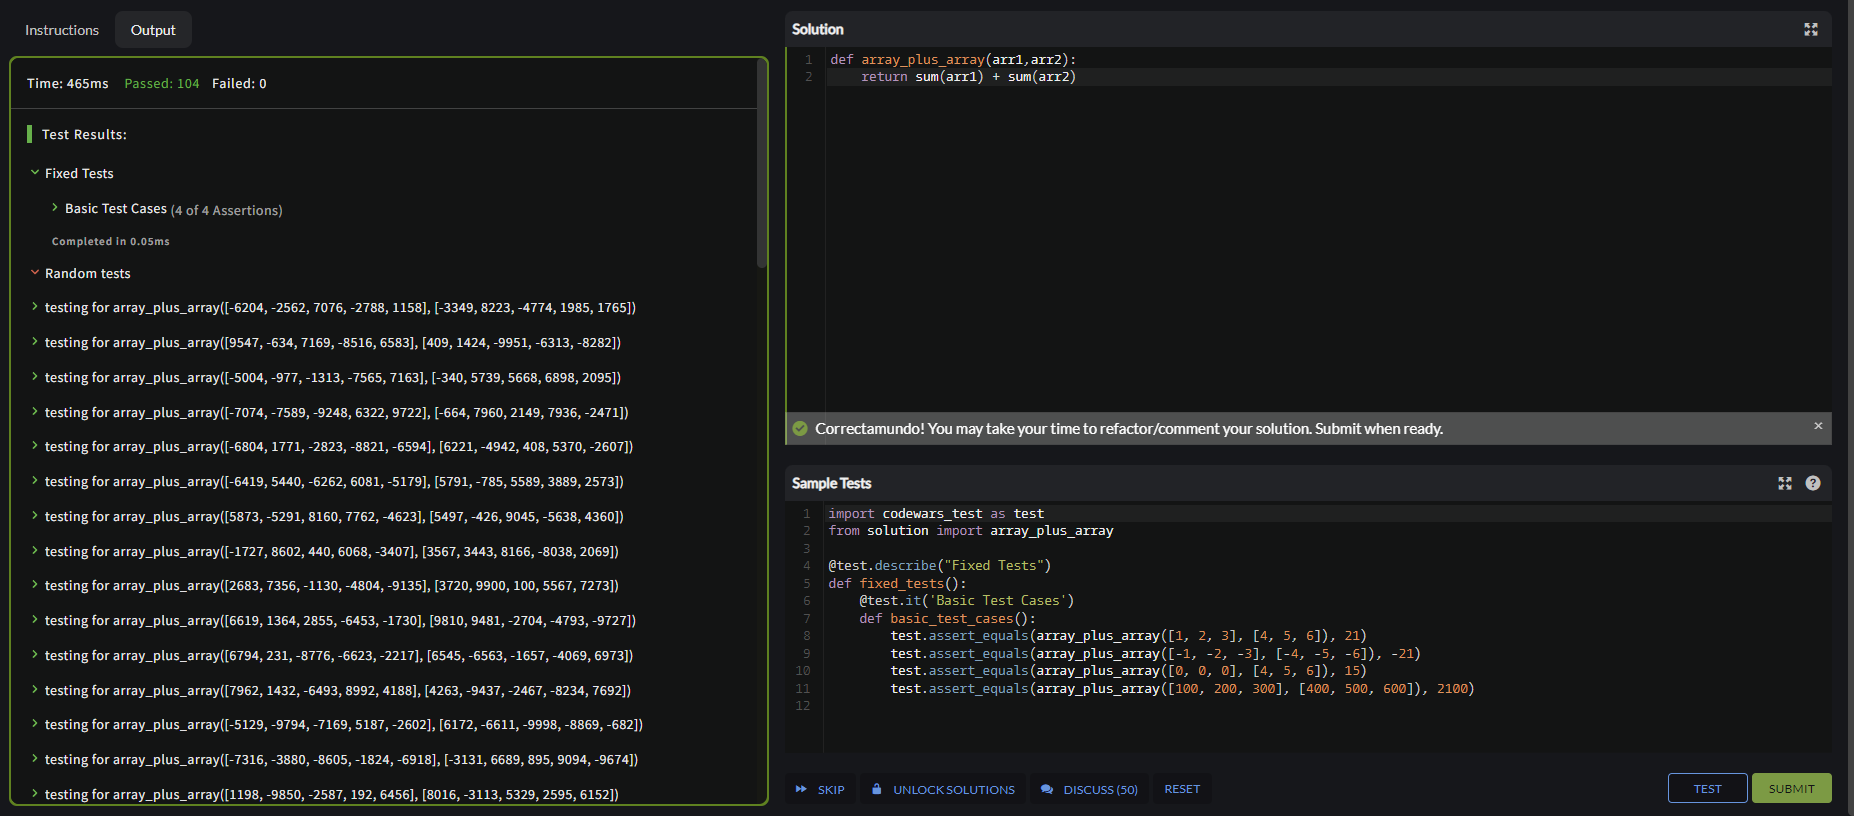 Instructions
Output
Time: 465ms Passed: 104 Failed: 0
Test Results:
Fixed Tests
Basic Test Cases (4 of 4 Assertions)
Completed in 0.05ms
Random tests
testing for array_plus_array([-6204, -2562, 7076, -2788, 1158], [-3349, 8223, -4774, 1985, 1765])
testing for array_plus_array([9547, -634, 7169, -8516, 6583], [409, 1424, -9951, -6313, -8282])
testing for array_plus_array([-5004, -977, -1313, -7565, 7163], [-340, 5739, 5668, 6898, 2095])
testing for array_plus_array([-7074, -7589, -9248, 6322, 9722], [-664, 7960, 2149, 7936, -2471])
testing for array_plus_array([-6804, 1771, -2823, -8821, -6594], [6221, -4942, 408, 5370, -2607])
testing for array_plus_array([-6419, 5440, -6262, 6081, -5179], [5791, -785, 5589, 3889, 2573])
testing for array_plus_array([5873, -5291, 8160, 7762, -4623], [5497, -426, 9045, -5638, 4360])
testing for array_plus_array([-1727, 8602, 440, 6068, -3407], [3567, 3443, 8166, -8038, 2069])
testing for array_plus_array([2683, 7356, -1130, -4804, -9135], [3720, 9900, 100, 5567, 7273])
testing for array_plus_array([6619, 1364, 2855, -6453, -1730], [9810, 9481, -2704, -4793, -9727])
testing for array_plus_array([6794, 231, -8776, -6623, -2217], [6545, -6563, -1657, -4069, 6973])
testing for array_plus_array([7962, 1432, -6493, 8992, 4188], [4263, -9437, -2467, -8234, 7692])
testing for array_plus_array([-5129, -9794, -7169, 5187, -2602], [6172, -6611, -9998, -8869, -682])
testing for array_plus_array([-7316, -3880, -8605, -1824, -6918], [-3131, 6689, 895, 9094, -9674])
testing for array_plus_array([1198, -9850, -2587, 192, 6456], [8016, -3113, 5329, 2595, 6152])
Solution
1 def array_plus_array(arr1,arr2):
2     return sum(arr1) + sum(arr2)
Correctamundo! You may take your time to refactor/comment your solution. Submit when ready.
×
Sample Tests
?
1 import codewars_test as test
2 from solution import array_plus_array
3
4 @test.describe("Fixed Tests")
5 def fixed_tests():
6     @test.it('Basic Test Cases')
7     def basic_test_cases():
8         test.assert_equals(array_plus_array([1, 2, 3], [4, 5, 6]), 21)
9         test.assert_equals(array_plus_array([-1, -2, -3], [-4, -5, -6]), -21)
10         test.assert_equals(array_plus_array([0, 0, 0], [4, 5, 6]), 15)
11         test.assert_equals(array_plus_array([100, 200, 300], [400, 500, 600]), 2100)
12
SKIP
UNLOCK SOLUTIONS
DISCUSS (50)
RESET
TEST
SUBMIT